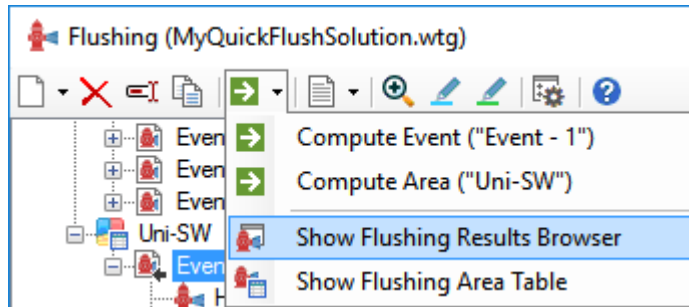 Flushing (MyQuickFlushSolution.wtg)
Even
Compute Event ("Event - 1")
Even
Even
Compute Area ("Uni-SW")
Uni-SW
Show Flushing Results Browser
Even
Show Flushing Area Table